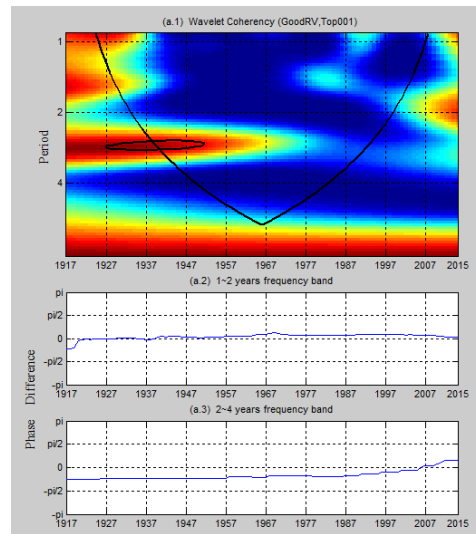 (a.1) Wavelet Coherency (GoodRV,Top001)
1
2
4
Period
1917 1927 1937 1947 1957 1967 1977 1987 1997 2007 2015
(a.2) 1~2 years frequency band
pi
pi/2
0
-pi/2
-pi
1917 1927 1937 1947 1957 1967 1977 1987 1997 2007 2015
Difference
(a.3) 2~4 years frequency band
pi
pi/2
0
-pi/2
-pi
Phase
1917 1927 1937 1947 1957 1967 1977 1987 1997 2007 2015